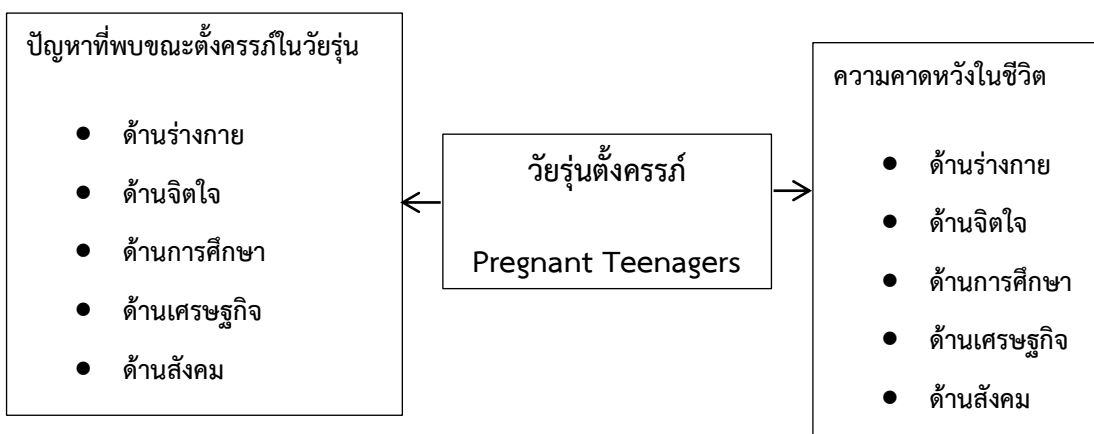 ปัญหาที่พบขณะตั้งครรภ์ในวัยรุ่น
● ด้านร่างกาย
● ด้านจิตใจ
● ด้านการศึกษา
● ด้านเศรษฐกิจ
● ด้านสังคม
วัยรุ่นตั้งครรภ์
Pregnant Teenagers
ความคาดหวังในชีวิต
● ด้านร่างกาย
● ด้านจิตใจ
● ด้านการศึกษา
● ด้านเศรษฐกิจ
● ด้านสังคม